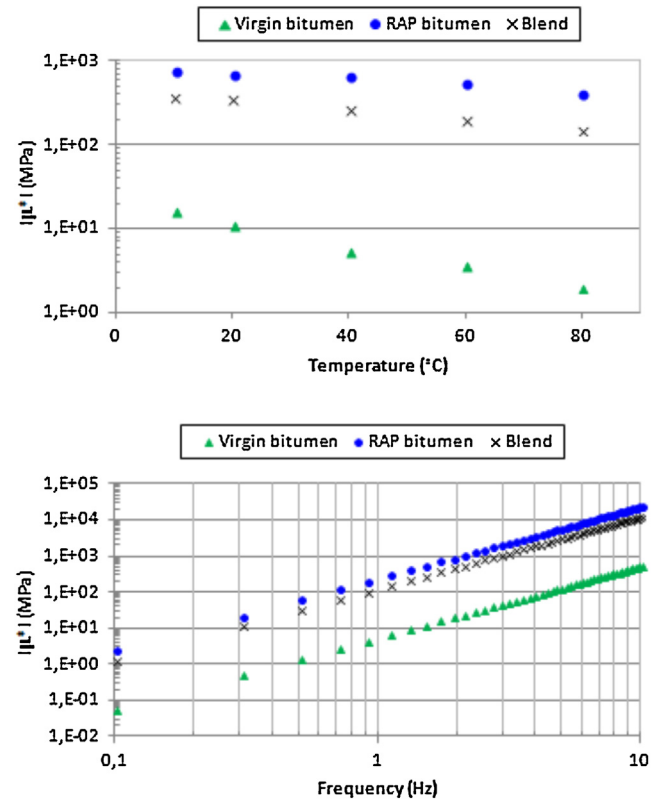 Virgin bitumen RAP bitumen Blend
1,E+03
1,E+02
1,E+01
1,E+00
|μ*| (MPa)
0 20 40 60 80
Temperature (°C)
Virgin bitumen RAP bitumen Blend
1,E+05
1,E+04
1,E+03
1,E+02
1,E+01
1,E+00
1,E-01
1,E-02
|μ*| (MPa)
0,1 1 10
Frequency (Hz)